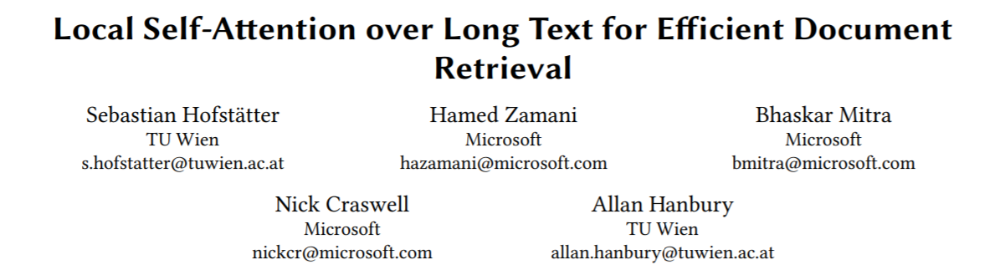 Local Self-Attention over Long Text for Efficient Document
Retrieval
Sebastian Hofstätter
TU Wien
s.hofstatter@tuwien.ac.at
Hamed Zamani
Microsoft
hazamani@microsoft.com
Bhaskar Mitra
Microsoft
bmitra@microsoft.com
Nick Craswell
Microsoft
nickcr@microsoft.com
Allan Hanbury
TU Wien
allan.hanbury@tuwien.ac.at